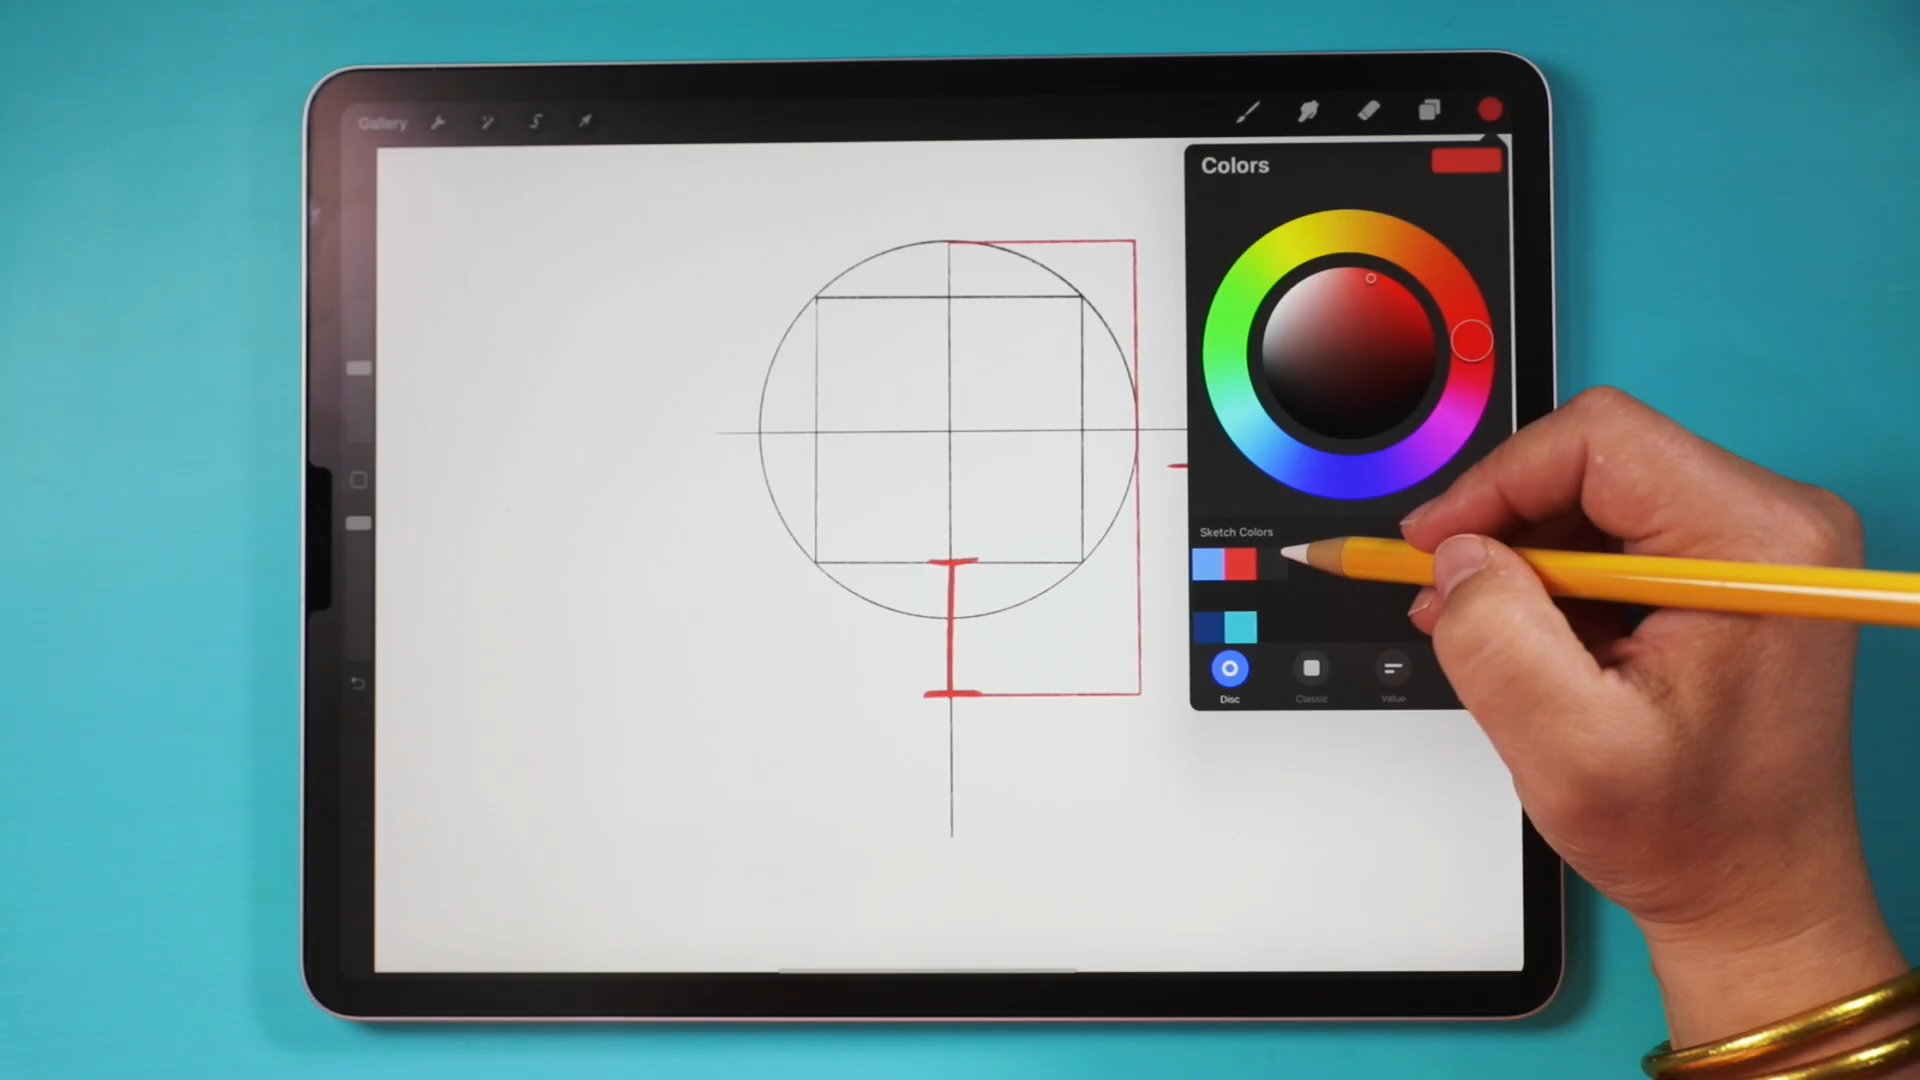 Gallery
Colors
Sketch Colors
Disc
Classic
Value